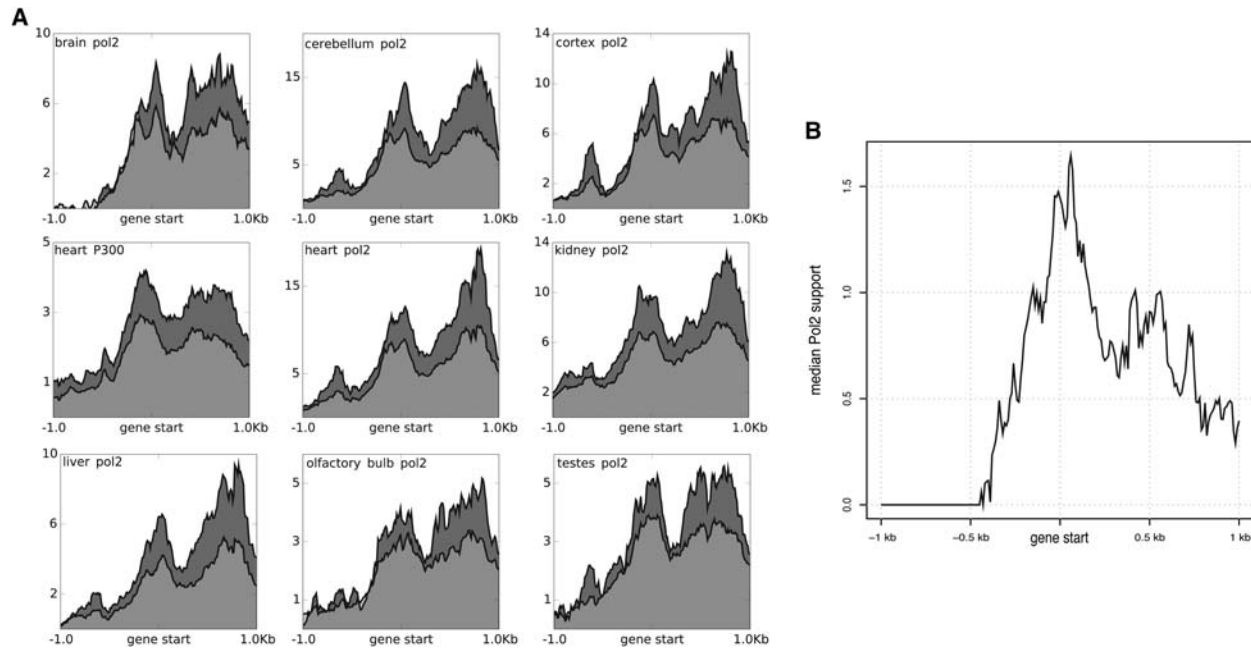 A
brain pol2
10
6
2
-1.0 gene start 1.0Kb
cerebellum pol2
15
5
-1.0 gene start 1.0Kb
cortex pol2
14
10
6
2
-1.0 gene start 1.0Kb
heart P300
5
3
1
-1.0 gene start 1.0Kb
heart pol2
15
5
-1.0 gene start 1.0Kb
kidney pol2
14
10
6
2
-1.0 gene start 1.0Kb
liver pol2
10
6
2
-1.0 gene start 1.0Kb
olfactory bulb pol2
5
3
1
-1.0 gene start 1.0Kb
testes pol2
5
3
1
-1.0 gene start 1.0Kb
B
median Pol2 support
1.5
1.0
0.5
0.0
−1 kb −0.5 kb gene start 0.5 kb 1 kb